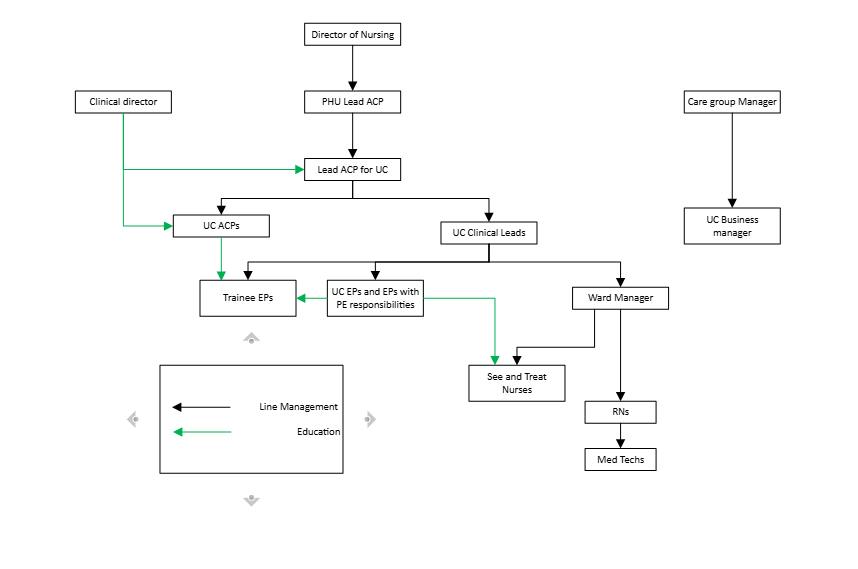 Director of Nursing
Clinical director
PHU Lead ACP
Care group Manager
Lead ACP for UC
UC ACPs
UC Clinical Leads
UC Business
manager
Trainee EPs
UC EPs and EPs with
PE responsibilities
Ward Manager
See and Treat
Nurses
Line Management
RNs
Education
Med Techs